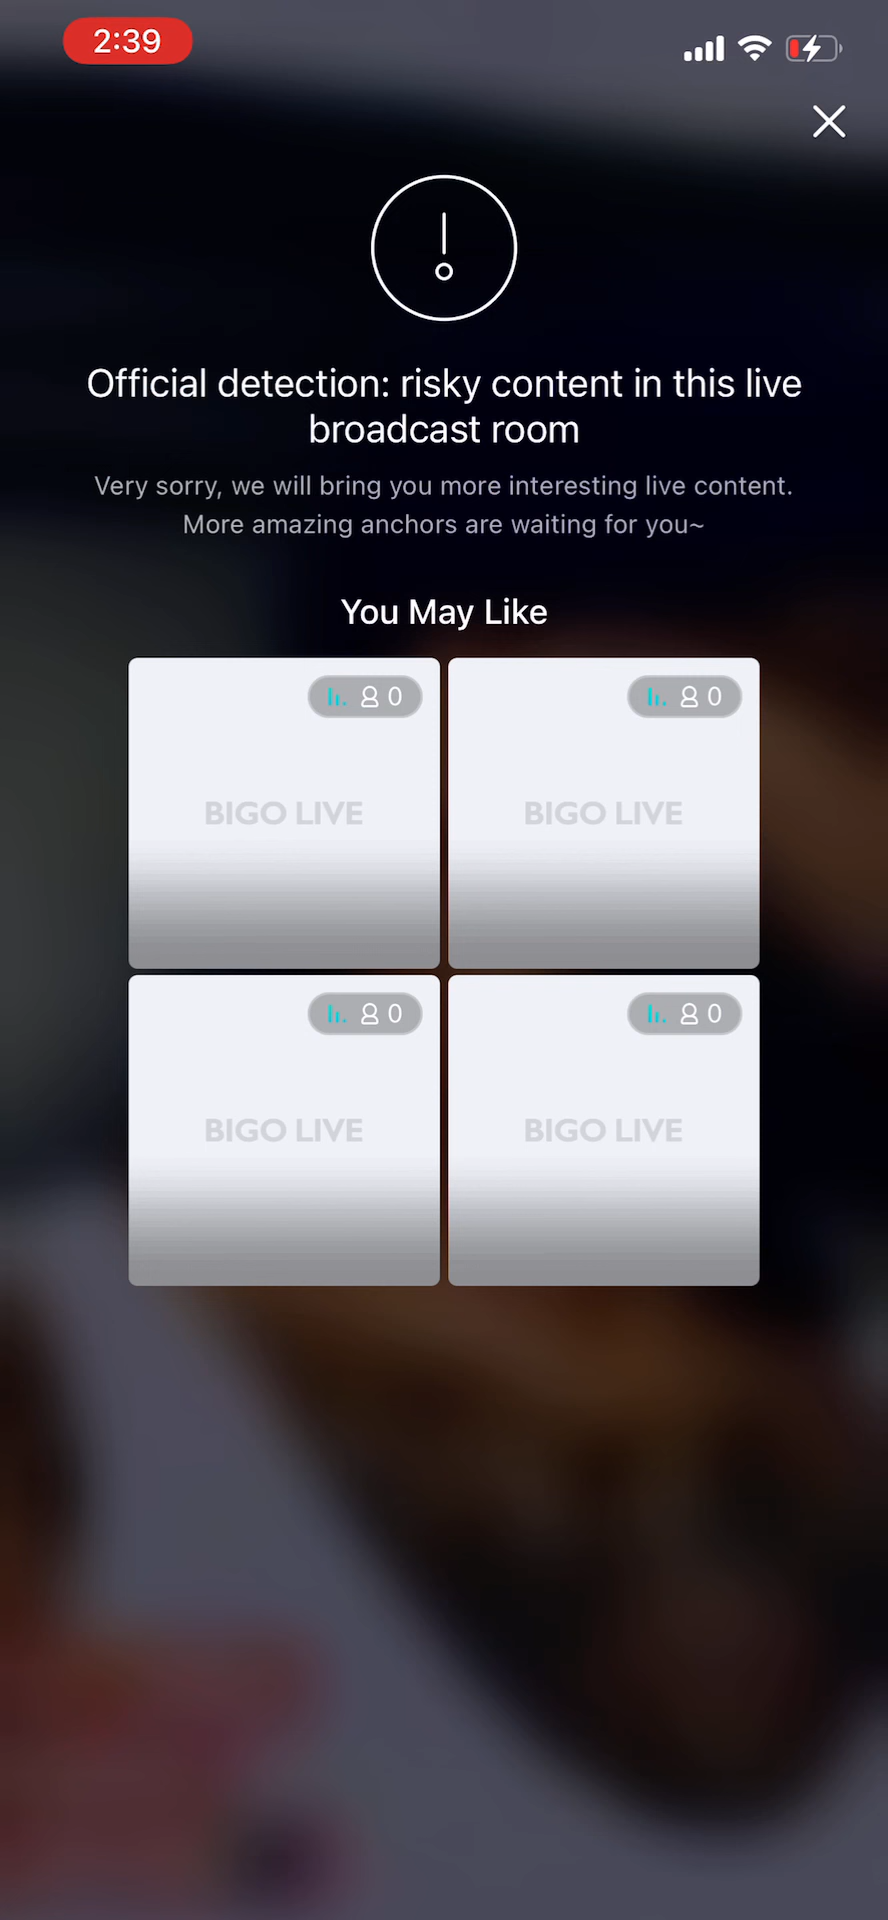 2:39
Official detection: risky content in this live
broadcast room
Very sorry, we will bring you more interesting live content.
More amazing anchors are waiting for you~
You May Like
0
0
BIGO LIVE
BIGO LIVE
0
0
BIGO LIVE
BIGO LIVE